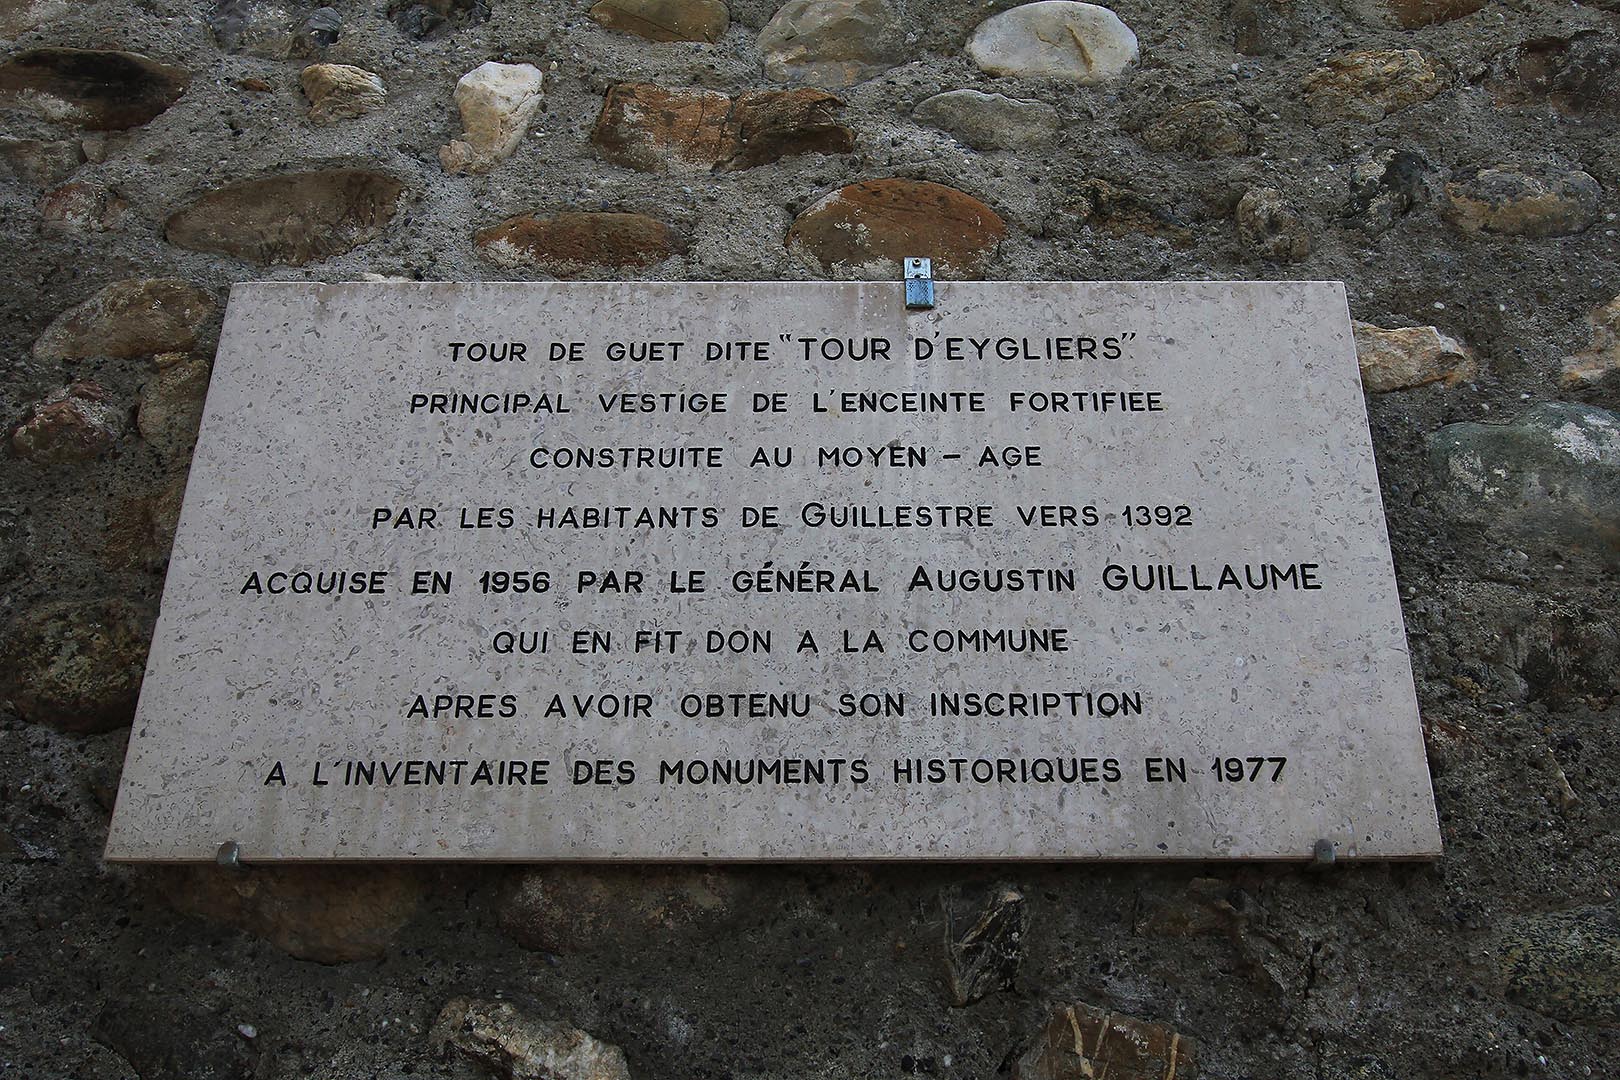 TOUR DE GUET DITE "TOUR D'EYGLIERS"
PRINCIPAL VESTIGE DE L'ENCEINTE FORTIFIEE
CONSTRUITE AU MOYEN - AGE
PAR LES HABITANTS DE GUILLESTRE VERS 1392
ACQUISE EN 1956 PAR LE GÉNÉRAL AUGUSTIN GUILLAUME
QUI EN FIT DON A LA COMMUNE
APRES AVOIR OBTENU SON INSCRIPTION
A L'INVENTAIRE DES MONUMENTS HISTORIQUES EN 1977